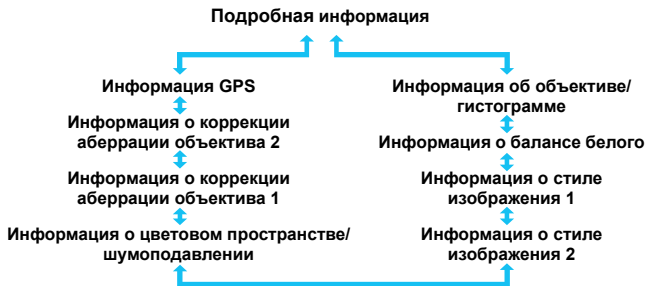 Подробная информация
Информация GPS
Информация о коррекции
аберрации объектива 2
Информация о коррекции
аберрации объектива 1
Информация о цветовом пространстве/
шумоподавлении
Информация об объективе/
гистограмме
Информация о балансе белого
Информация о стиле
изображения 1
Информация о стиле
изображения 2